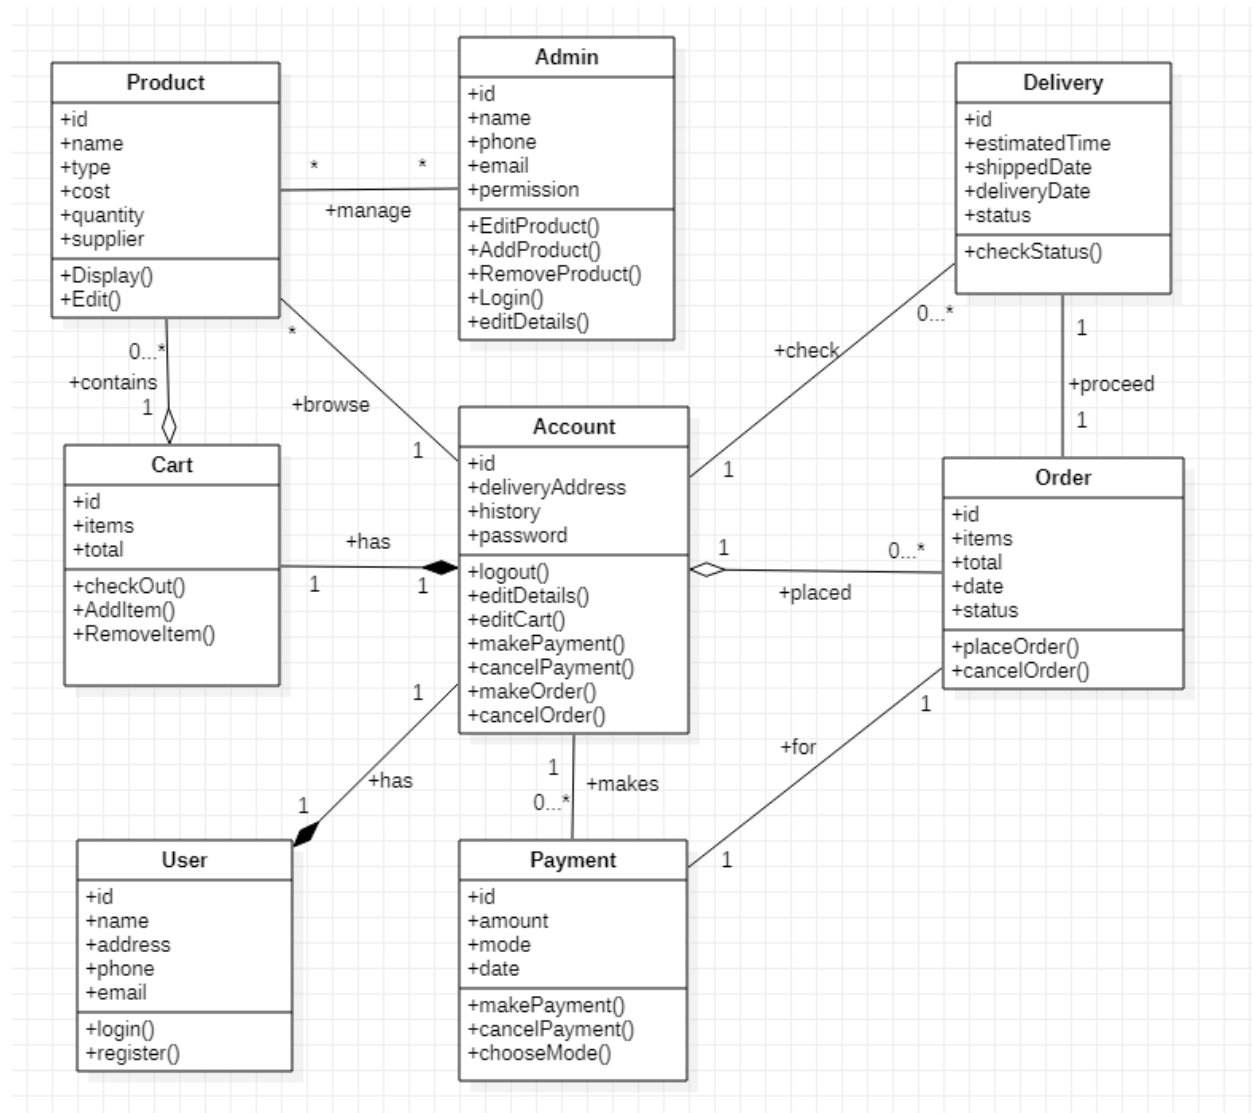 Product
+id
+name
+type
+cost
+quantity
+supplier
+Display()
+Edit()
Admin
+id
+name
+phone
+email
+permission
+EditProduct()
+AddProduct()
+RemoveProduct()
+Login()
+editDetails()
Delivery
+id
+estimatedTime
+shippedDate
+deliveryDate
+status
+checkStatus()
* *
+manage
0...*
+contains
1
*
+browse
1
0...*
+check
1
1
+proceed
1
Cart
+id
+items
+total
+checkOut()
+AddItem()
+RemoveItem()
+has
1 1
Account
+id
+deliveryAddress
+history
+password
+logout()
+editDetails()
+editCart()
+makePayment()
+cancelPayment()
+makeOrder()
+cancelOrder()
1 0...*
+placed
Order
+id
+items
+total
+date
+status
+placeOrder()
+cancelOrder()
1
+has
1
1
+makes
0...*
1
+for
1
User
+id
+name
+address
+phone
+email
+login()
+register()
Payment
+id
+amount
+mode
+date
+makePayment()
+cancelPayment()
+chooseMode()